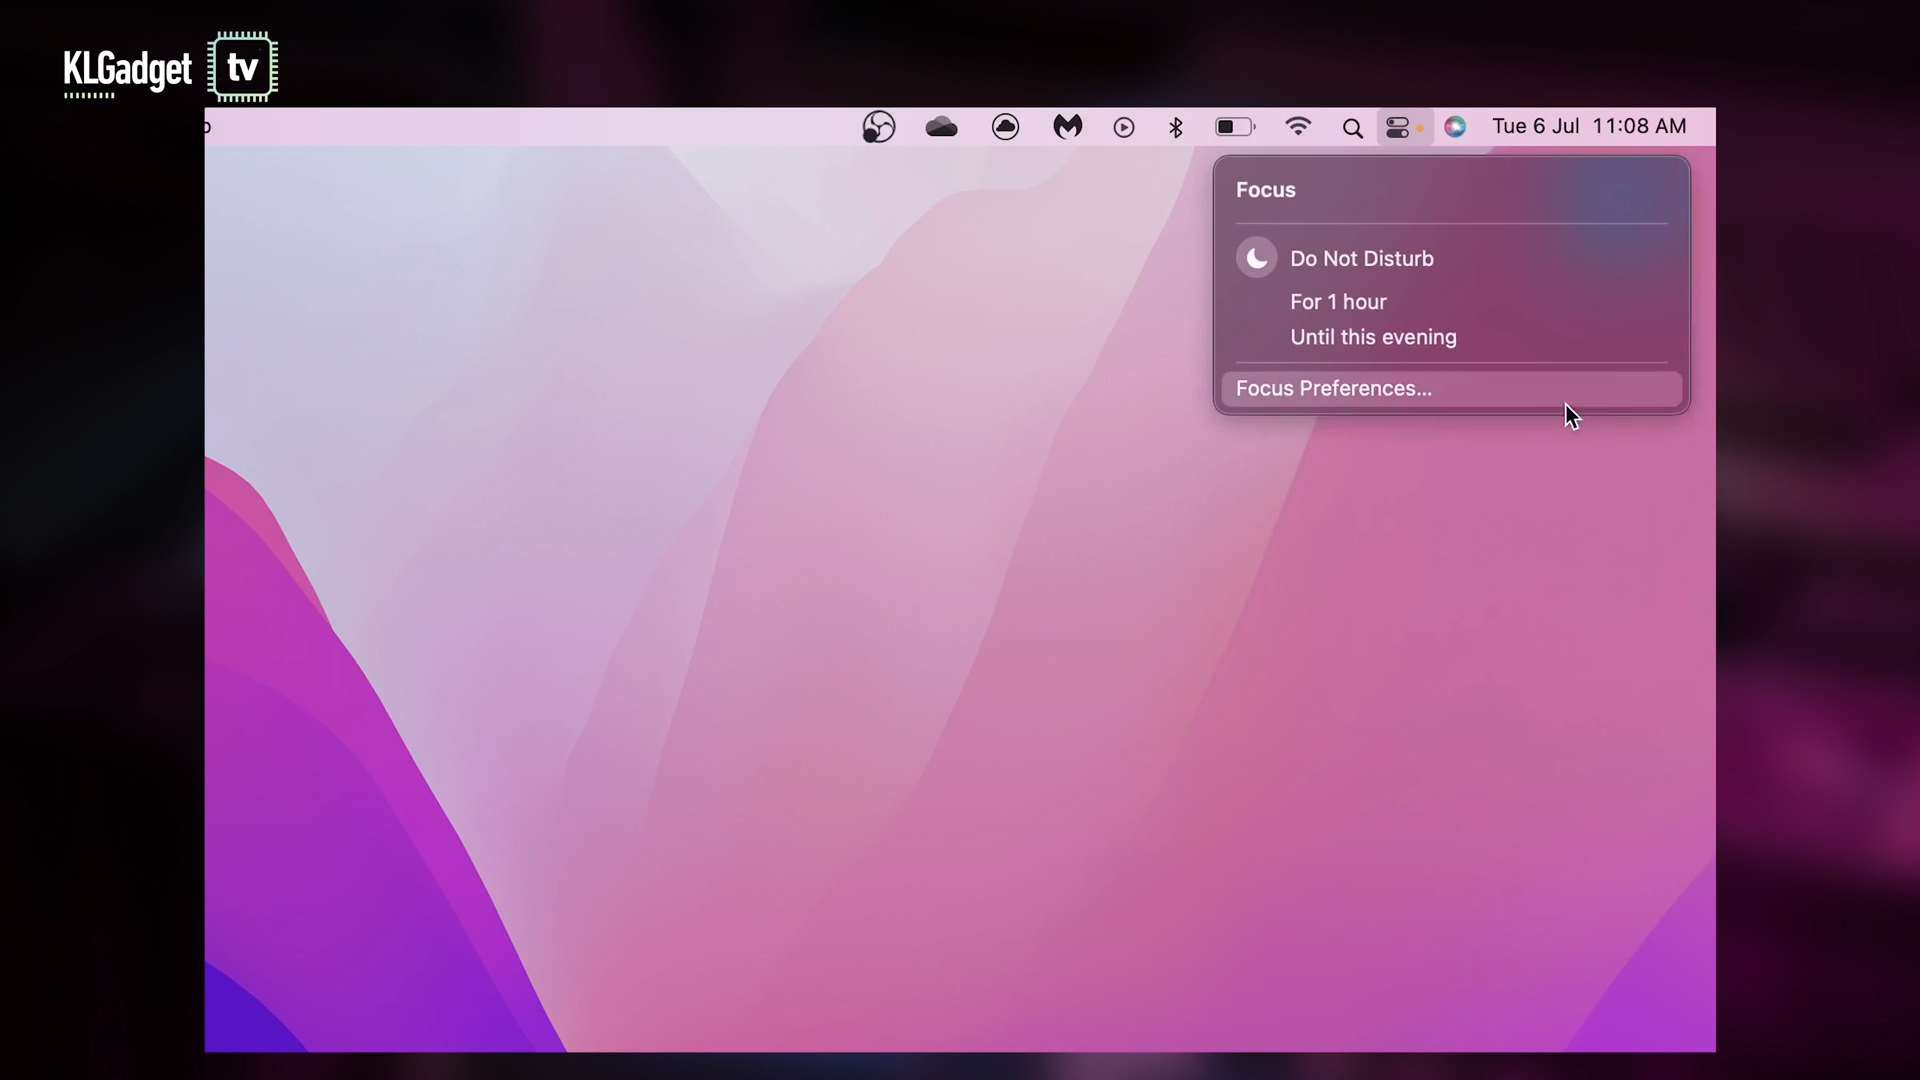 KLGadget tv
Tue 6 Jul 11:08 AM
Focus
Do Not Disturb
For 1 hour
Until this evening
Focus Preferences...